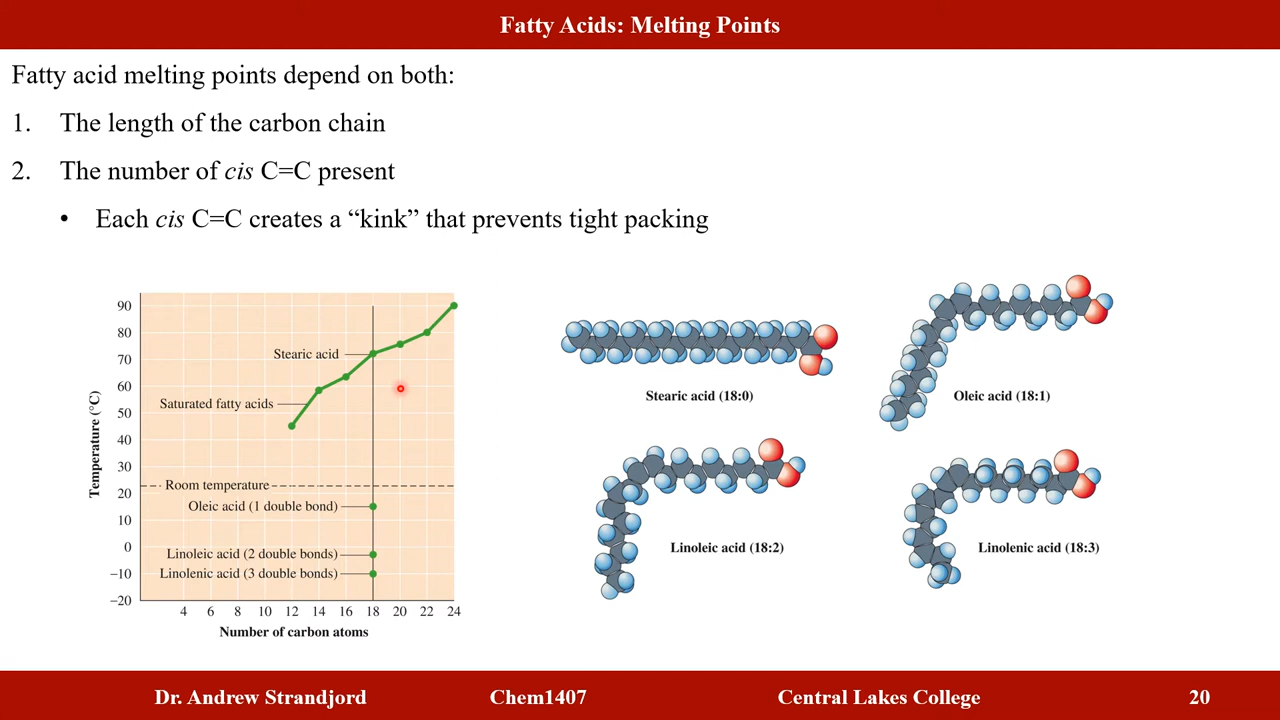 Fatty Acids: Melting Points
Fatty acid melting points depend on both:
1. The length of the carbon chain
2. The number of cis C=C present
• Each cis C=C creates a “kink” that prevents tight packing
90
80
70
60
50
40
30
20
10
0
−10
−20
Temperature (°C)
Stearic acid
Saturated fatty acids
Room temperature
Oleic acid (1 double bond)
Linoleic acid (2 double bonds)
Linolenic acid (3 double bonds)
4 6 8 10 12 14 16 18 20 22 24
Number of carbon atoms
Stearic acid (18:0)
Oleic acid (18:1)
Linoleic acid (18:2)
Linolenic acid (18:3)
Dr. Andrew Strandjord Chem1407 Central Lakes College 20